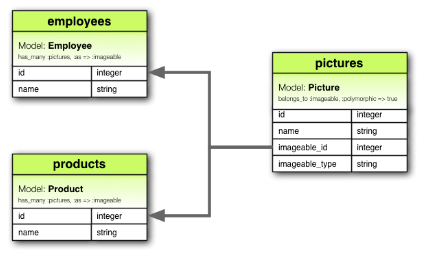 employees
Model: Employee
has_many :pictures, :as => :imageable
id integer
name string
pictures
Model: Picture
belongs_to :imageable, :polymorphic => true
id integer
name string
imageable_id integer
imageable_type string
products
Model: Product
has_many :pictures, :as => :imageable
id integer
name string